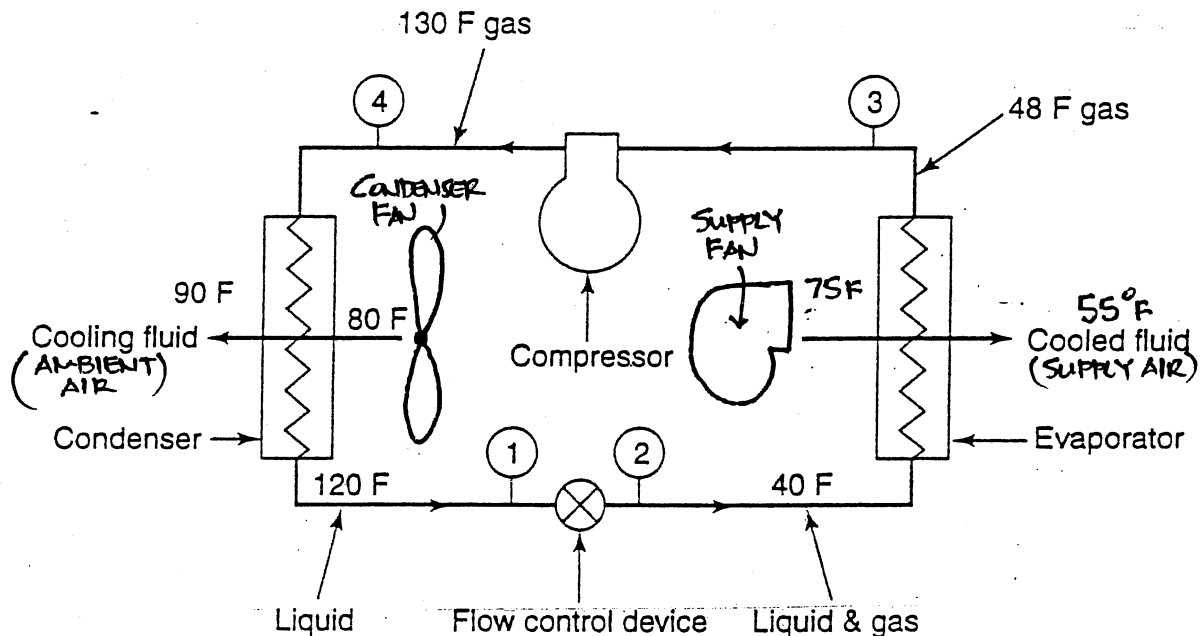 130 F gas
4
3
48 F gas
CONDENSER
FAN
SUPPLY
FAN
90 F
80 F
75 F
55°F
Cooling fluid
(AMBIENT)
AIR
Compressor
Cooled fluid
(SUPPLY AIR)
Condenser
1
2
Evaporator
120 F
40 F
Liquid
Flow control device
Liquid & gas